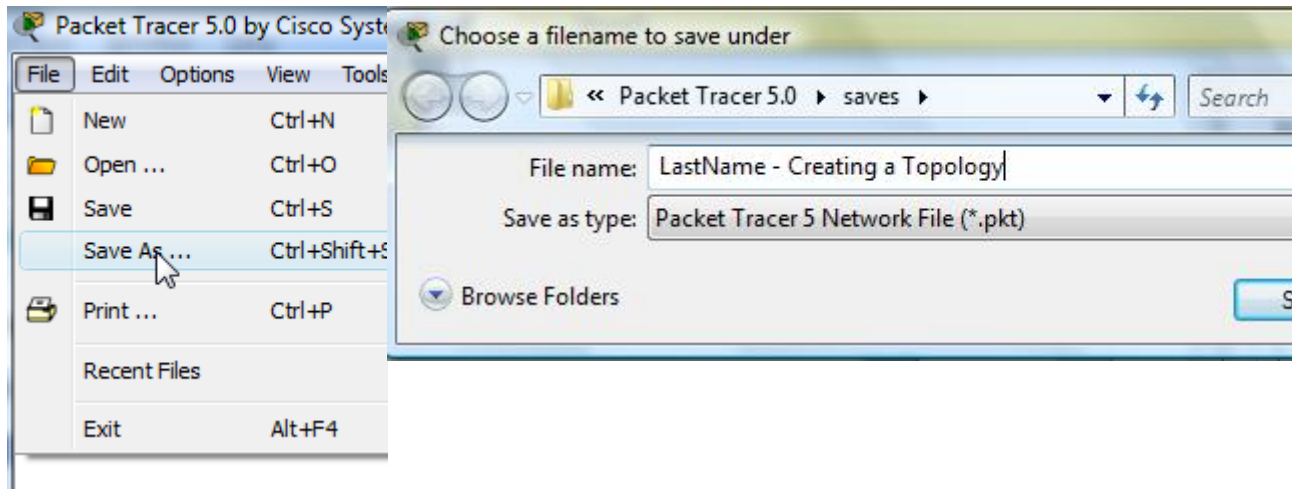 Packet Tracer 5.0 by Cisco Syste
File Edit Options View Tools
New Ctrl+N
Open ... Ctrl+O
Save Ctrl+S
Save As ... Ctrl+Shift+S
Print ... Ctrl+P
Recent Files
Exit Alt+F4
Choose a filename to save under
« Packet Tracer 5.0 saves Search
File name: LastName - Creating a Topology
Save as type: Packet Tracer 5 Network File (*.pkt)
Browse Folders S